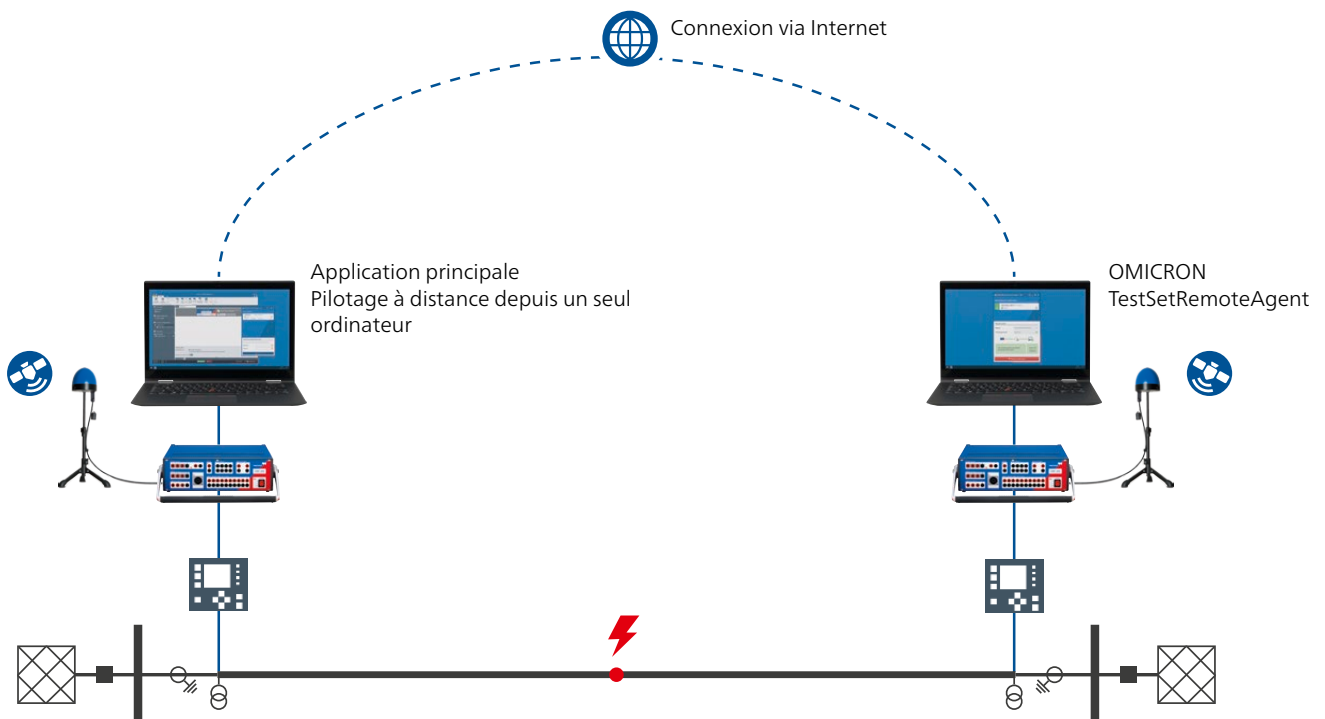 Connexion via Internet
Application principale
Pilotage à distance depuis un seul
ordinateur
OMICRON
TestSetRemoteAgent